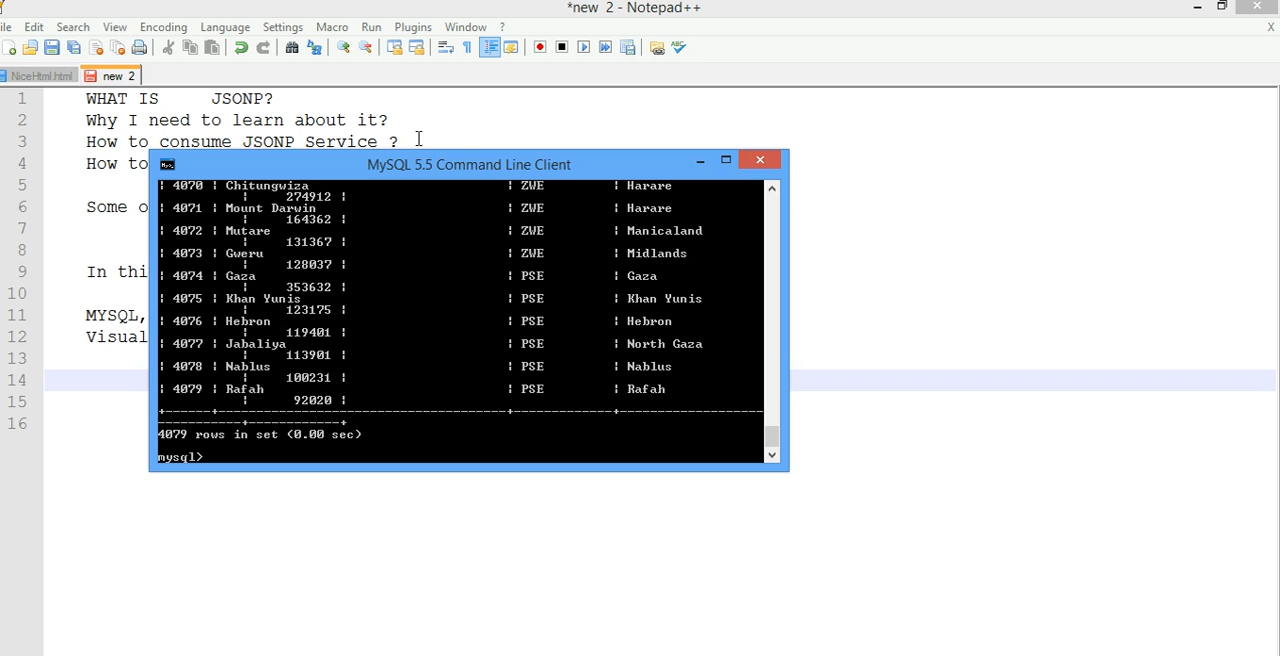 *new  2 - Notepad++
ile Edit Search View Encoding Language Settings Macro Run Plugins Window ? X
NiceHtml.html new 2
1 WHAT IS JSONP?
2 Why I need to learn about it?
3 How to consume JSONP Service ?
4 How to
5
6 Some o
7
8
9 In thi
10
11 MYSQL,
12 Visual
13
14
15
16
MySQL 5.5 Command Line Client
| 4070 | Chitungwiza | ZWE | Harare
| 274912 |
| 4071 | Mount Darwin | ZWE | Harare
| 164362 |
| 4072 | Mutare | ZWE | Manicaland
| 131367 |
| 4073 | Gweru | ZWE | Midlands
| 128037 |
| 4074 | Gaza | PSE | Gaza
| 353632 |
| 4075 | Khan Yunis | PSE | Khan Yunis
| 123175 |
| 4076 | Hebron | PSE | Hebron
| 119401 |
| 4077 | Jabaliya | PSE | North Gaza
| 113901 |
| 4078 | Nablus | PSE | Nablus
| 100231 |
| 4079 | Rafah | PSE | Rafah
| 92020 |
4079 rows in set (0.00 sec)
mysql>